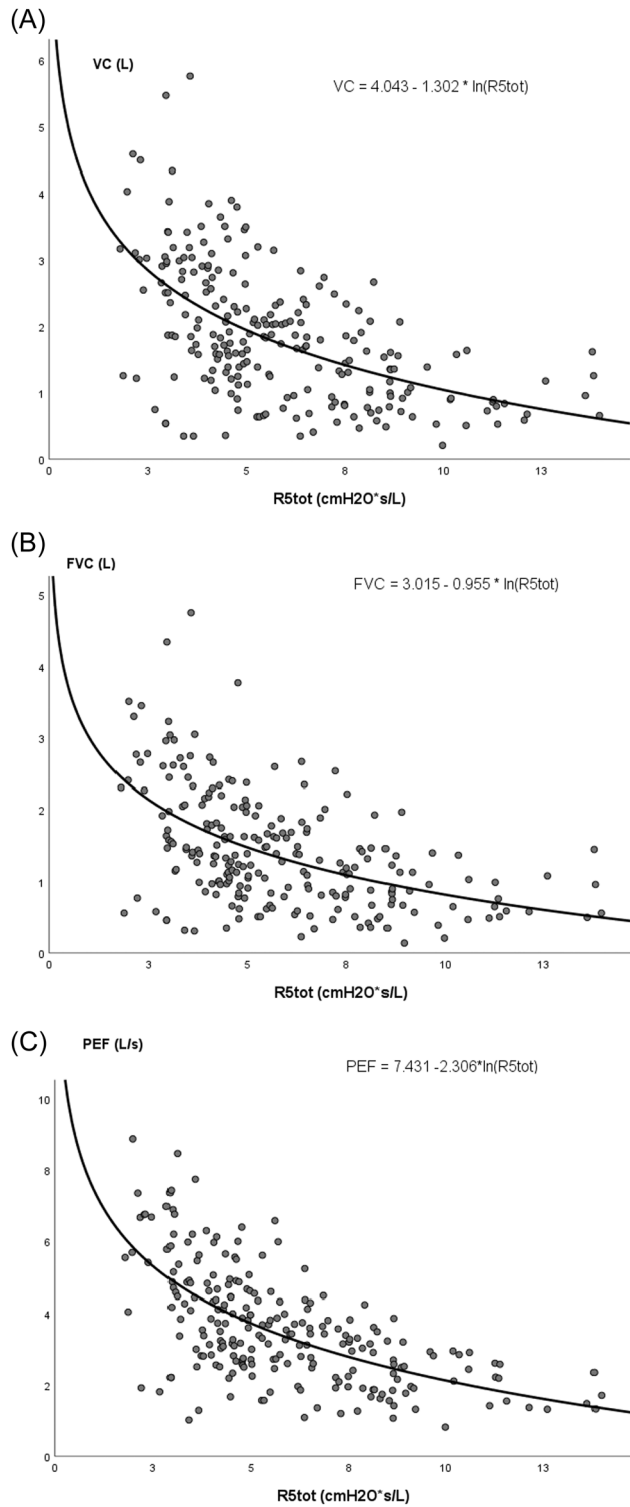 (A)
VC (L)
VC = 4.043 - 1.302 * ln(R5tot)
6
5
4
3
2
1
0
0 3 5 8 10 13
R5tot (cmH2O*s/L)
(B)
FVC (L)
FVC = 3.015 - 0.955 * ln(R5tot)
5
4
3
2
1
0
0 3 5 8 10 13
R5tot (cmH2O*s/L)
(C)
PEF (L/s)
PEF = 7.431 -2.306*ln(R5tot)
10
8
6
4
2
0
0 3 5 8 10 13
R5tot (cmH2O*s/L)